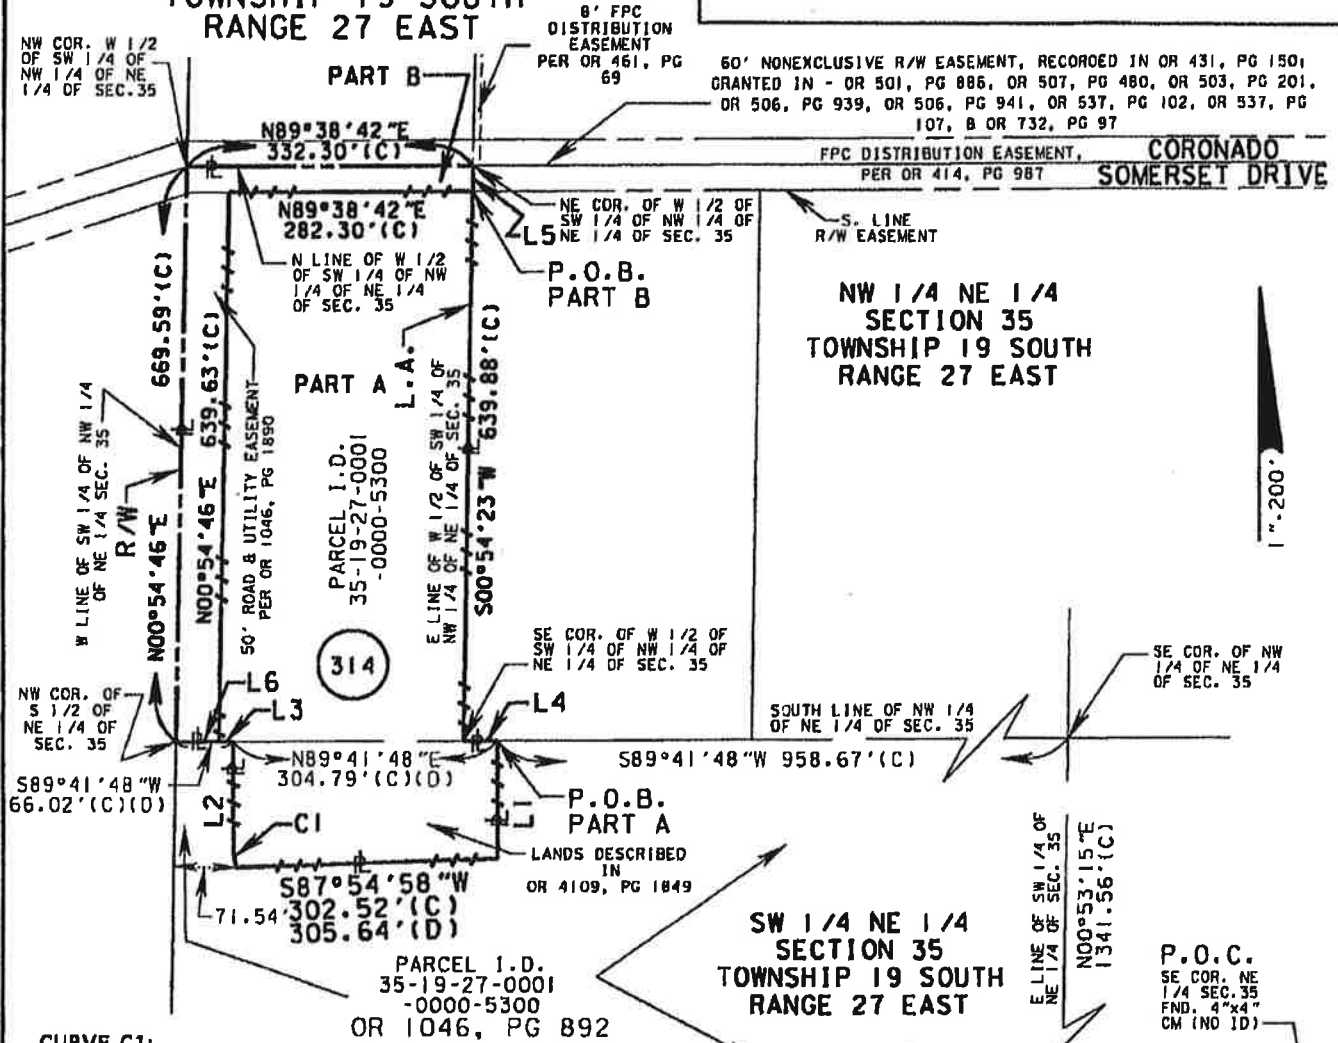 TOWNSHIP 19 SOUTH
RANGE 27 EAST
8' FPC
DISTRIBUTION
EASEMENT
PER OR 461, PG
69
NW COR. W 1/2
OF SW 1/4 OF
NW 1/4 OF NE
1/4 OF SEC.35
PART B
60' NONEXCLUSIVE R/W EASEMENT, RECORDED IN OR 431, PG 150;
GRANTED IN - OR 501, PG 886, OR 507, PG 480, OR 503, PG 201,
OR 506, PG 939, OR 506, PG 941, OR 537, PG 102, OR 537, PG
107, & OR 732, PG 97
N89°38'42"E
332.30'(C)
FPC DISTRIBUTION EASEMENT,
PER OR 414, PG 987
CORONADO
SOMERSET DRIVE
N89°38'42"E
282.30'(C)
L5
NE COR. OF W 1/2 OF
SW 1/4 OF NW 1/4 OF
NE 1/4 OF SEC. 35
S. LINE
R/W EASEMENT
N LINE OF W 1/2
OF SW 1/4 OF NW
1/4 OF NE 1/4
OF SEC. 35
P.O.B.
PART B
NW 1/4 NE 1/4
SECTION 35
TOWNSHIP 19 SOUTH
RANGE 27 EAST
669.59'(C)
N00°54'46"E
639.63'(C)
N00°54'46"E
W LINE OF SW 1/4 OF NW 1/4
OF NE 1/4 SEC. 35
R/W
50' ROAD & UTILITY EASEMENT
PER OR 1046, PG 1890
PART A
L.A.
PARCEL I.D.
35-19-27-0001
-0000-5300
E LINE OF W 1/2 OF SW 1/4 OF
NW 1/4 OF NE 1/4 OF SEC. 35
S00°54'23"W 639.88'(C)
1"=200'
314
SE COR. OF W 1/2 OF
SW 1/4 OF NW 1/4 OF
NE 1/4 OF SEC. 35
SE COR. OF NW
1/4 OF NE 1/4
OF SEC. 35
NW COR. OF
S 1/2 OF
NE 1/4 OF
SEC. 35
L6
L3
L4
SOUTH LINE OF NW 1/4
OF NE 1/4 OF SEC. 35
S89°41'48"W
66.02'(C)(D)
N89°41'48"E
304.79'(C)(D)
S89°41'48"W 958.67'(C)
L2
C1
L1
P.O.B.
PART A
LANDS DESCRIBED
IN
OR 4109, PG 1849
S87°54'58"W
302.52'(C)
305.64'(D)
71.54'
PARCEL I.D.
35-19-27-0001
-0000-5300
OR 1046, PG 892
SW 1/4 NE 1/4
SECTION 35
TOWNSHIP 19 SOUTH
RANGE 27 EAST
E LINE OF SW 1/4 OF
NE 1/4 OF SEC. 35
N00°53'15"E
1341.56'(C)
P.O.C.
SE COR. NE
1/4 SEC.35
FND. 4"x4"
CM (NO ID)
CURVE C1: